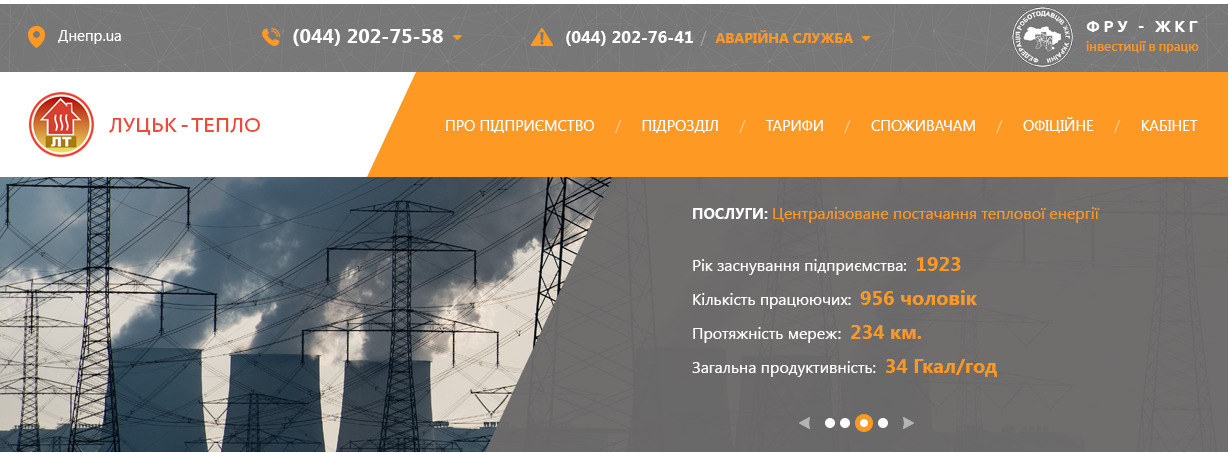 Днепр.ua
(044) 202-75-58
(044) 202-76-41 / АВАРІЙНА СЛУЖБА
ФЕДЕРАЦІЯ РОБОТОДАВЦІВ ЖКГ УКРАЇНИ
ФРУ - ЖКГ
інвестиції в працю
ЛТ
ЛУЦЬК - ТЕПЛО
ПРО ПІДПРИЄМСТВО / ПІДРОЗДІЛ / ТАРИФИ / СПОЖИВАЧАМ / ОФІЦІЙНЕ / КАБІНЕТ
ПОСЛУГИ: Централізоване постачання теплової енергії
Рік заснування підприємства: 1923
Кількість працюючих: 956 чоловік
Протяжність мереж: 234 км.
Загальна продуктивність: 34 Гкал/год